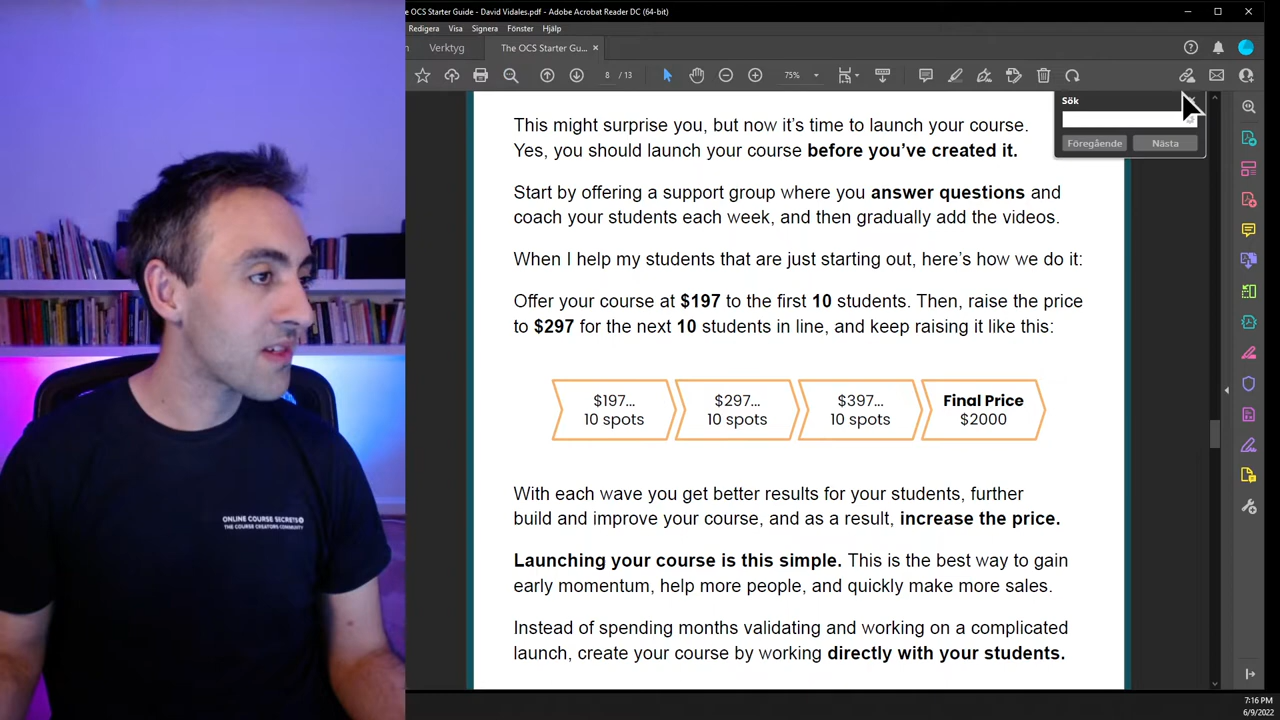 e OCS Starter Guide - David Vidales.pdf - Adobe Acrobat Reader DC (64-bit)
Redigera Visa Signera Fönster Hjälp
Verktyg The OCS Starter Gu...
8 / 13 75%
Sök
Föregående Nästa
This might surprise you, but now it's time to launch your course.
Yes, you should launch your course before you've created it.
Start by offering a support group where you answer questions and
coach your students each week, and then gradually add the videos.
When I help my students that are just starting out, here's how we do it:
Offer your course at $197 to the first 10 students. Then, raise the price
to $297 for the next 10 students in line, and keep raising it like this:
$197... $297... $397... Final Price
10 spots 10 spots 10 spots $2000
With each wave you get better results for your students, further
build and improve your course, and as a result, increase the price.
Launching your course is this simple. This is the best way to gain
early momentum, help more people, and quickly make more sales.
Instead of spending months validating and working on a complicated
launch, create your course by working directly with your students.
ONLINE COURSE SECRETS
THE COURSE CREATORS COMMUNITY
7:16 PM
6/9/2022